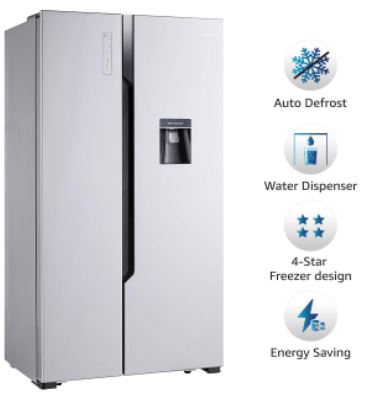 Auto Defrost
Water Dispenser
4-Star
Freezer design
Energy Saving